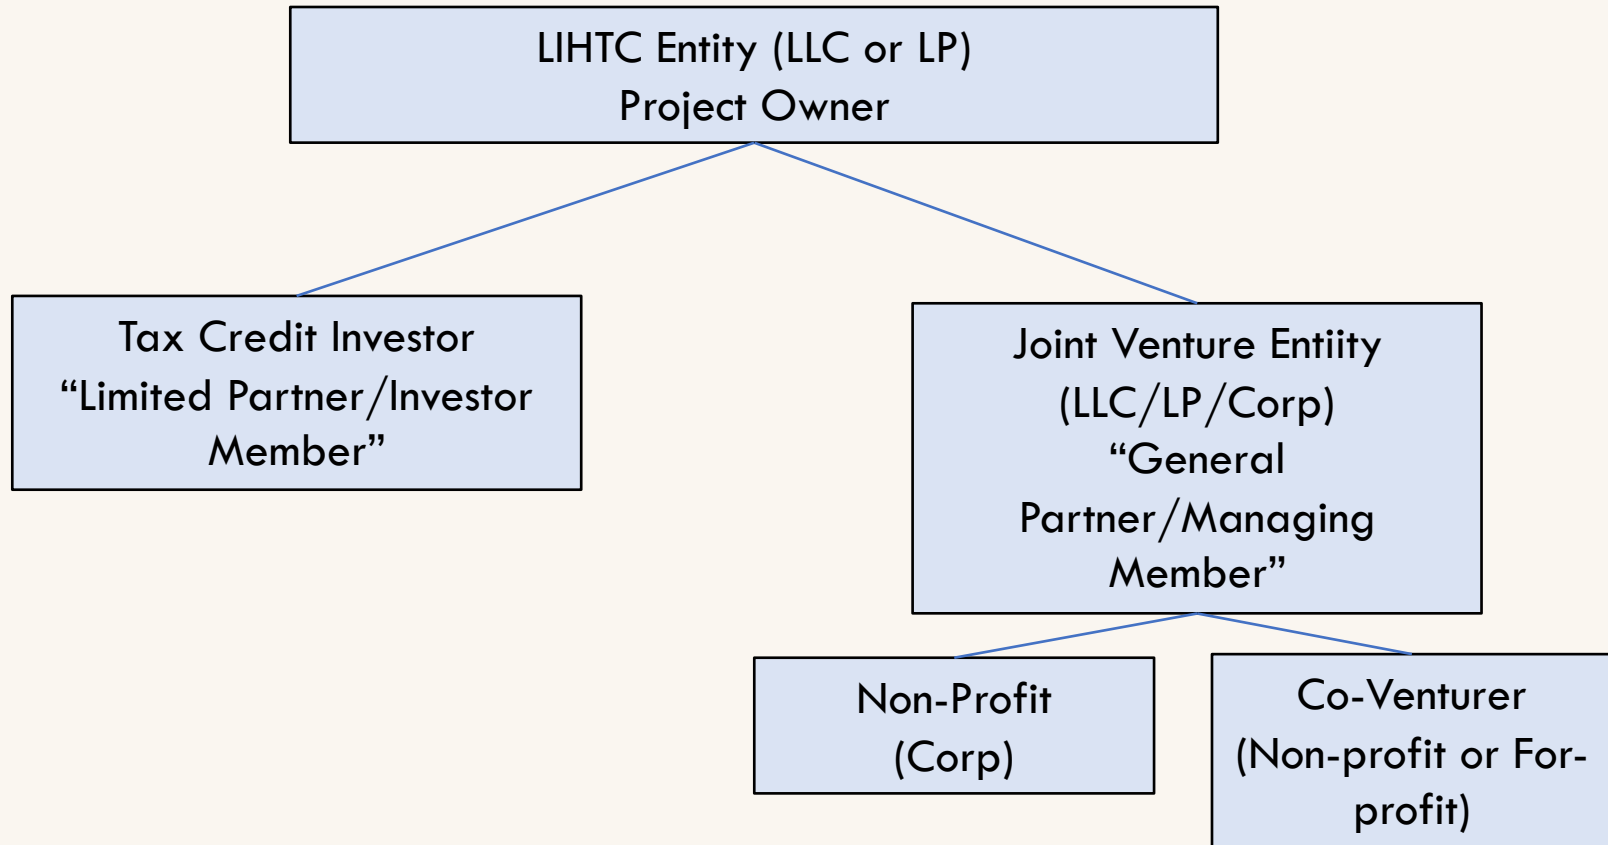 LIHTC Entity (LLC or LP)
Project Owner
Tax Credit Investor
“Limited Partner/Investor
Member”
Joint Venture Entiity
(LLC/LP/Corp)
“General
Partner/Managing
Member”
Non-Profit
(Corp)
Co-Venturer
(Non-profit or For-
profit)